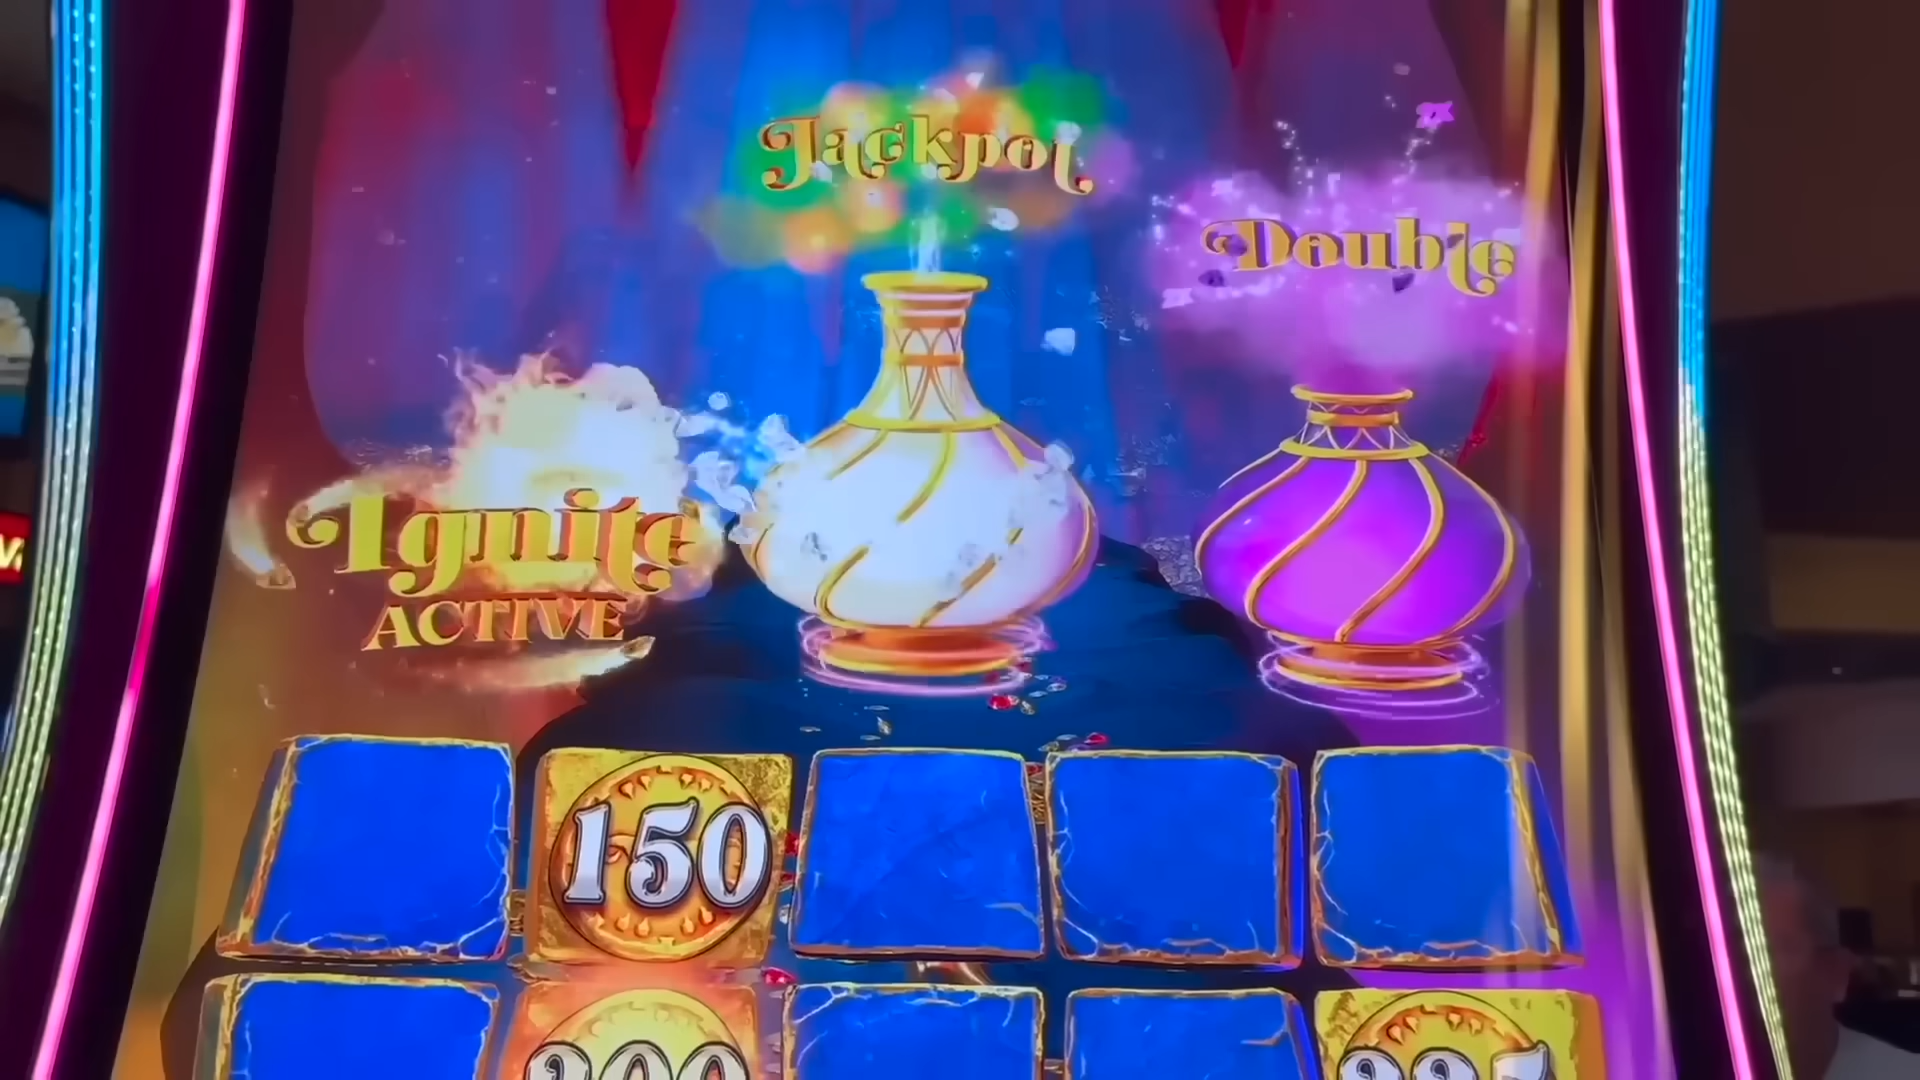 Jackpot
Double
Ignite
ACTIVE
150